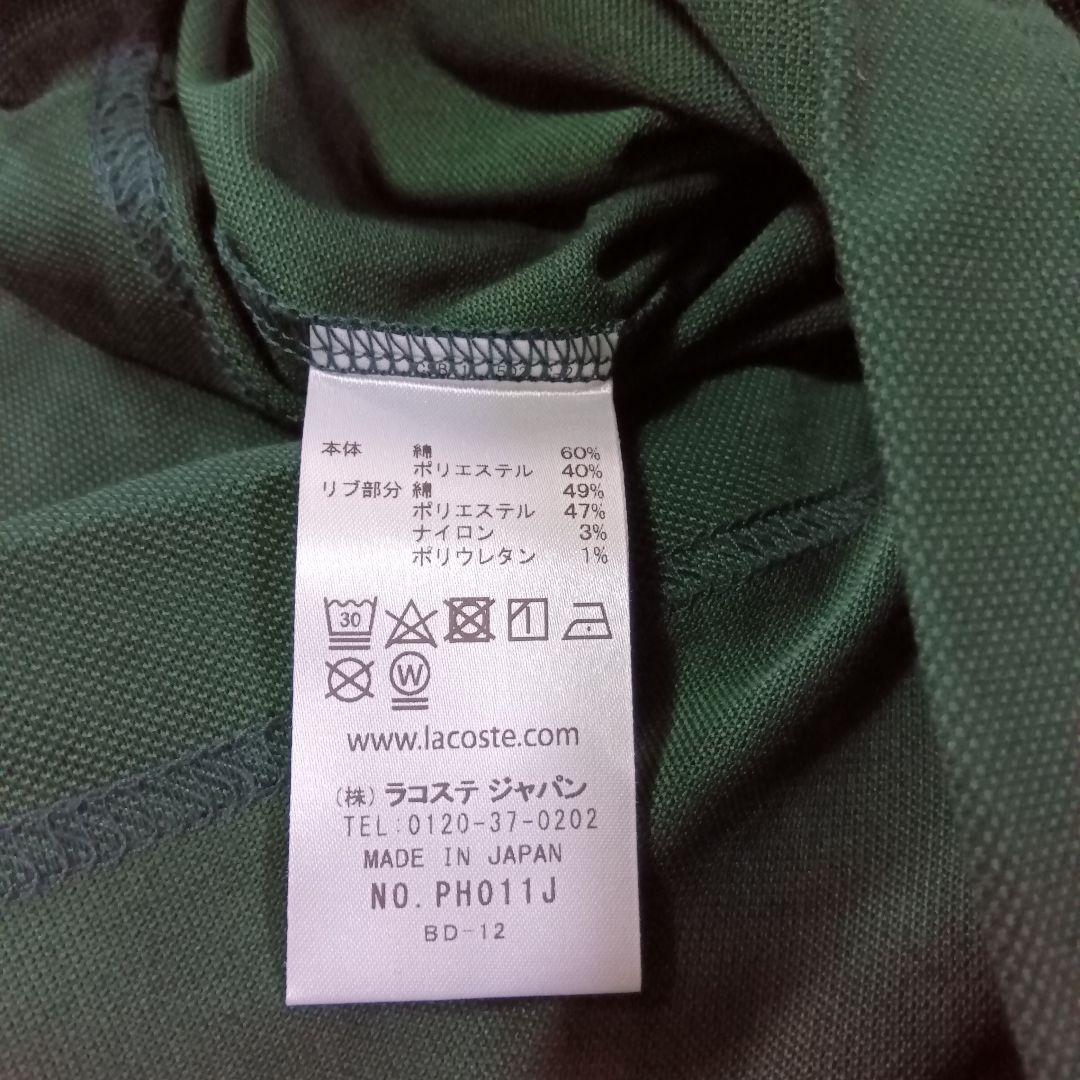 本体 綿 60%
ポリエステル 40%
リブ部分 綿 49%
ポリエステル 47%
ナイロン 3%
ポリウレタン 1%
30
W
www.lacoste.com
(株) ラコステ ジャパン
TEL:0120-37-0202
MADE IN JAPAN
NO. PH011J
BD-12